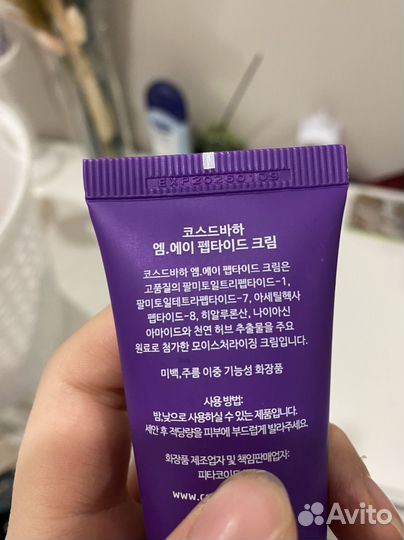 EXP20260109
코스드바하
엠.에이 펩타이드 크림
코스드바하 엠.에이 펩타이드 크림은
고품질의 팔미토일트리펩타이드-1,
팔미토일테트라펩타이드-7, 아세틸헥사
펩타이드-8, 히알루론산, 나이아신
아마이드와 천연 허브 추출물을 주요
원료로 첨가한 모이스처라이징 크림입니다.
미백,주름 이중 기능성 화장품
사용 방법:
밤,낮으로 사용하실 수 있는 제품입니다.
세안 후 적당량을 피부에 부드럽게 발라주세요.
화장품 제조업자 및 책임판매업자:
피타코이드
www.c
Avito